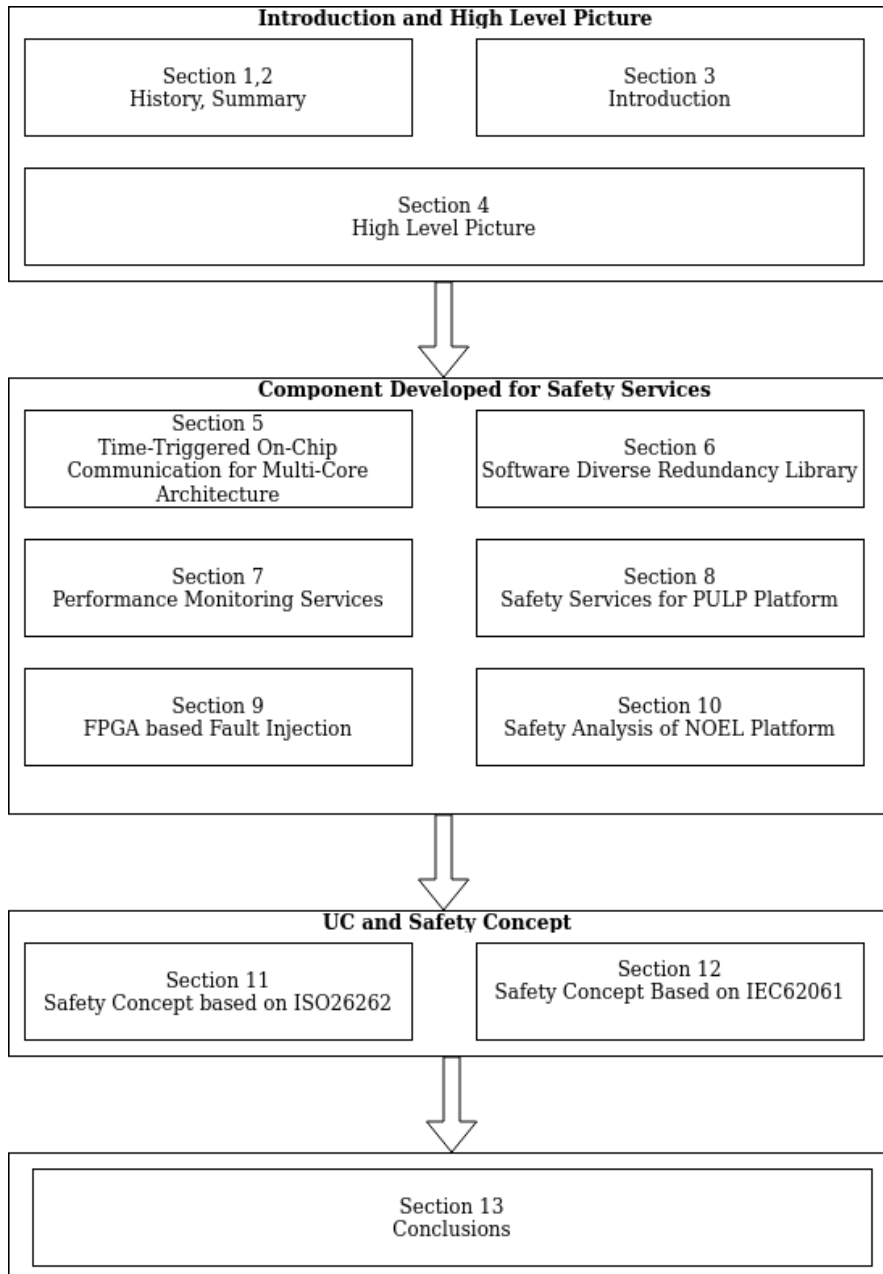 Introduction and High Level Picture
Section 1,2
History, Summary
Section 3
Introduction
Section 4
High Level Picture
Component Developed for Safety Services
Section 5
Time-Triggered On-Chip
Communication for Multi-Core
Architecture
Section 6
Software Diverse Redundancy Library
Section 7
Performance Monitoring Services
Section 8
Safety Services for PULP Platform
Section 9
FPGA based Fault Injection
Section 10
Safety Analysis of NOEL Platform
UC and Safety Concept
Section 11
Safety Concept based on ISO26262
Section 12
Safety Concept Based on IEC62061
Section 13
Conclusions